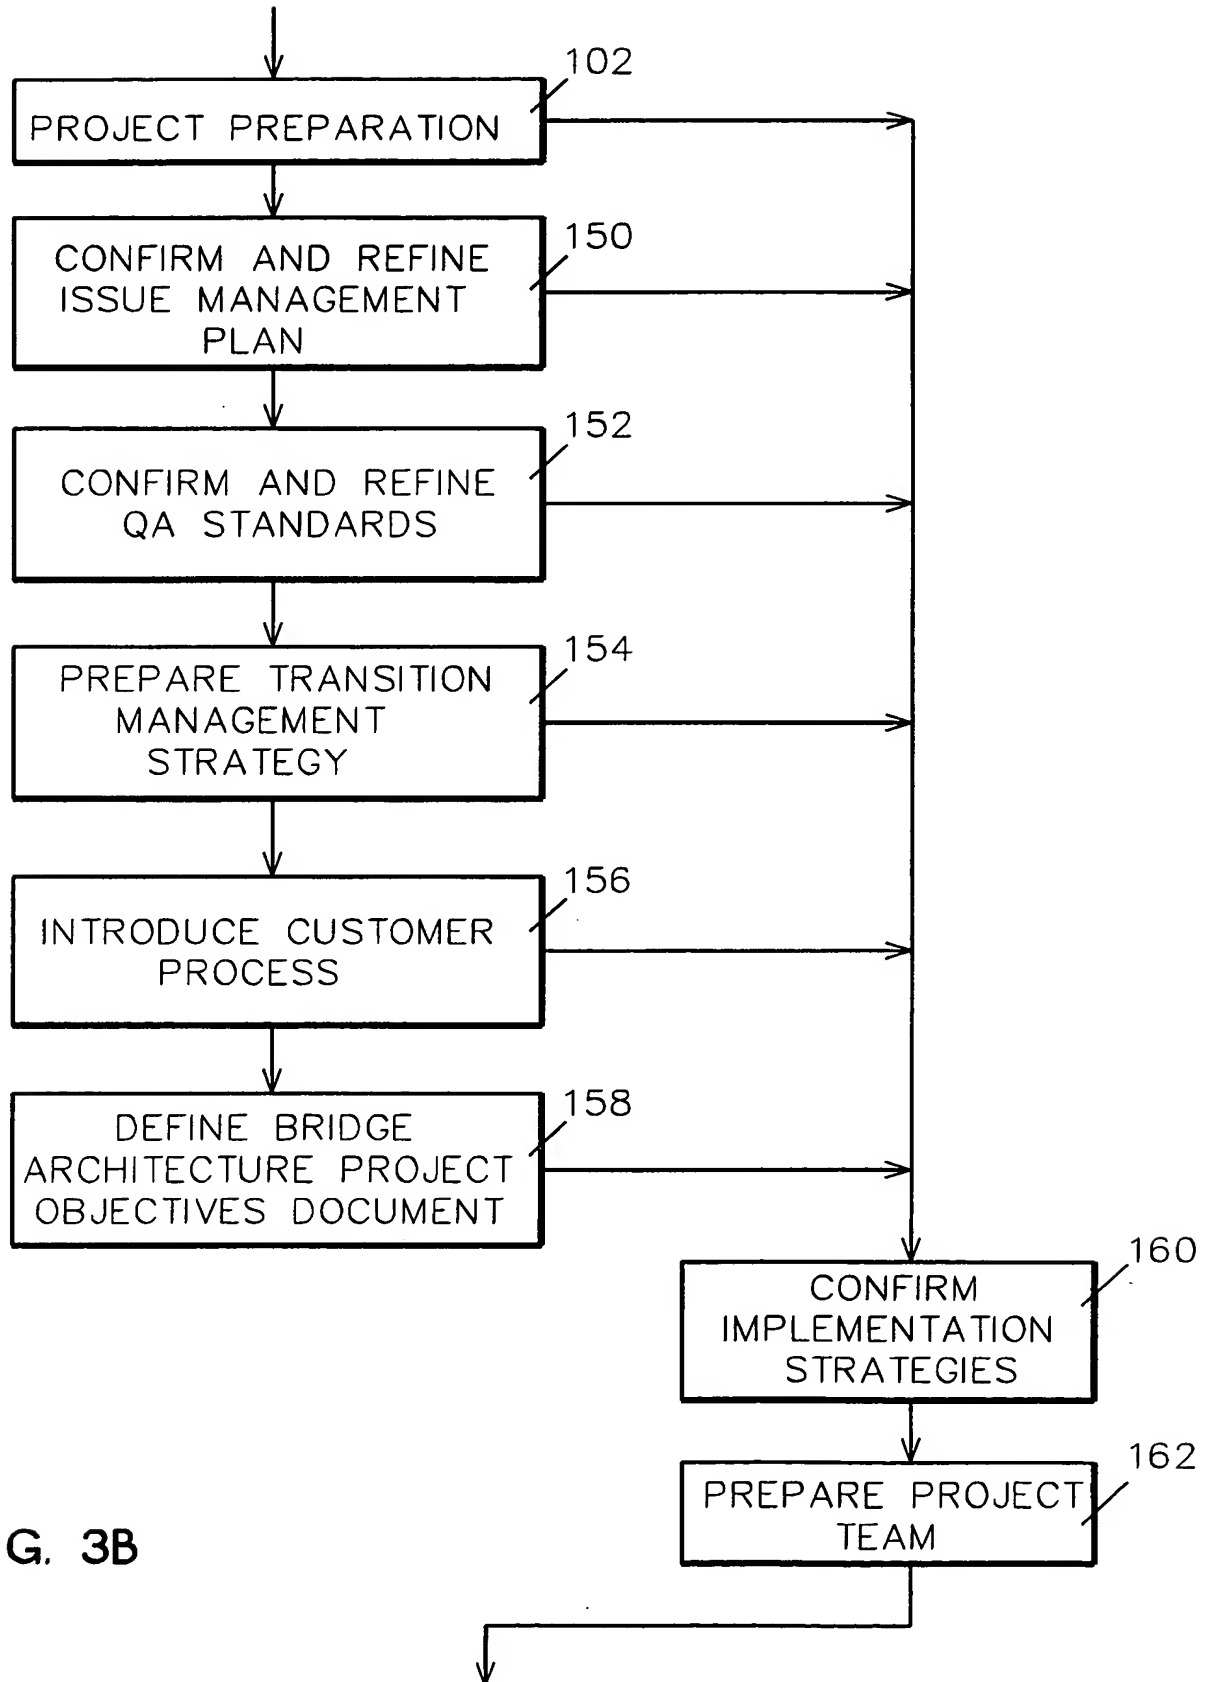 102
PROJECT PREPARATION
150
CONFIRM AND REFINE
ISSUE MANAGEMENT
PLAN
152
CONFIRM AND REFINE
QA STANDARDS
154
PREPARE TRANSITION
MANAGEMENT
STRATEGY
156
INTRODUCE CUSTOMER
PROCESS
158
DEFINE BRIDGE
ARCHITECTURE PROJECT
OBJECTIVES DOCUMENT
160
CONFIRM
IMPLEMENTATION
STRATEGIES
162
PREPARE PROJECT
TEAM
G. 3B